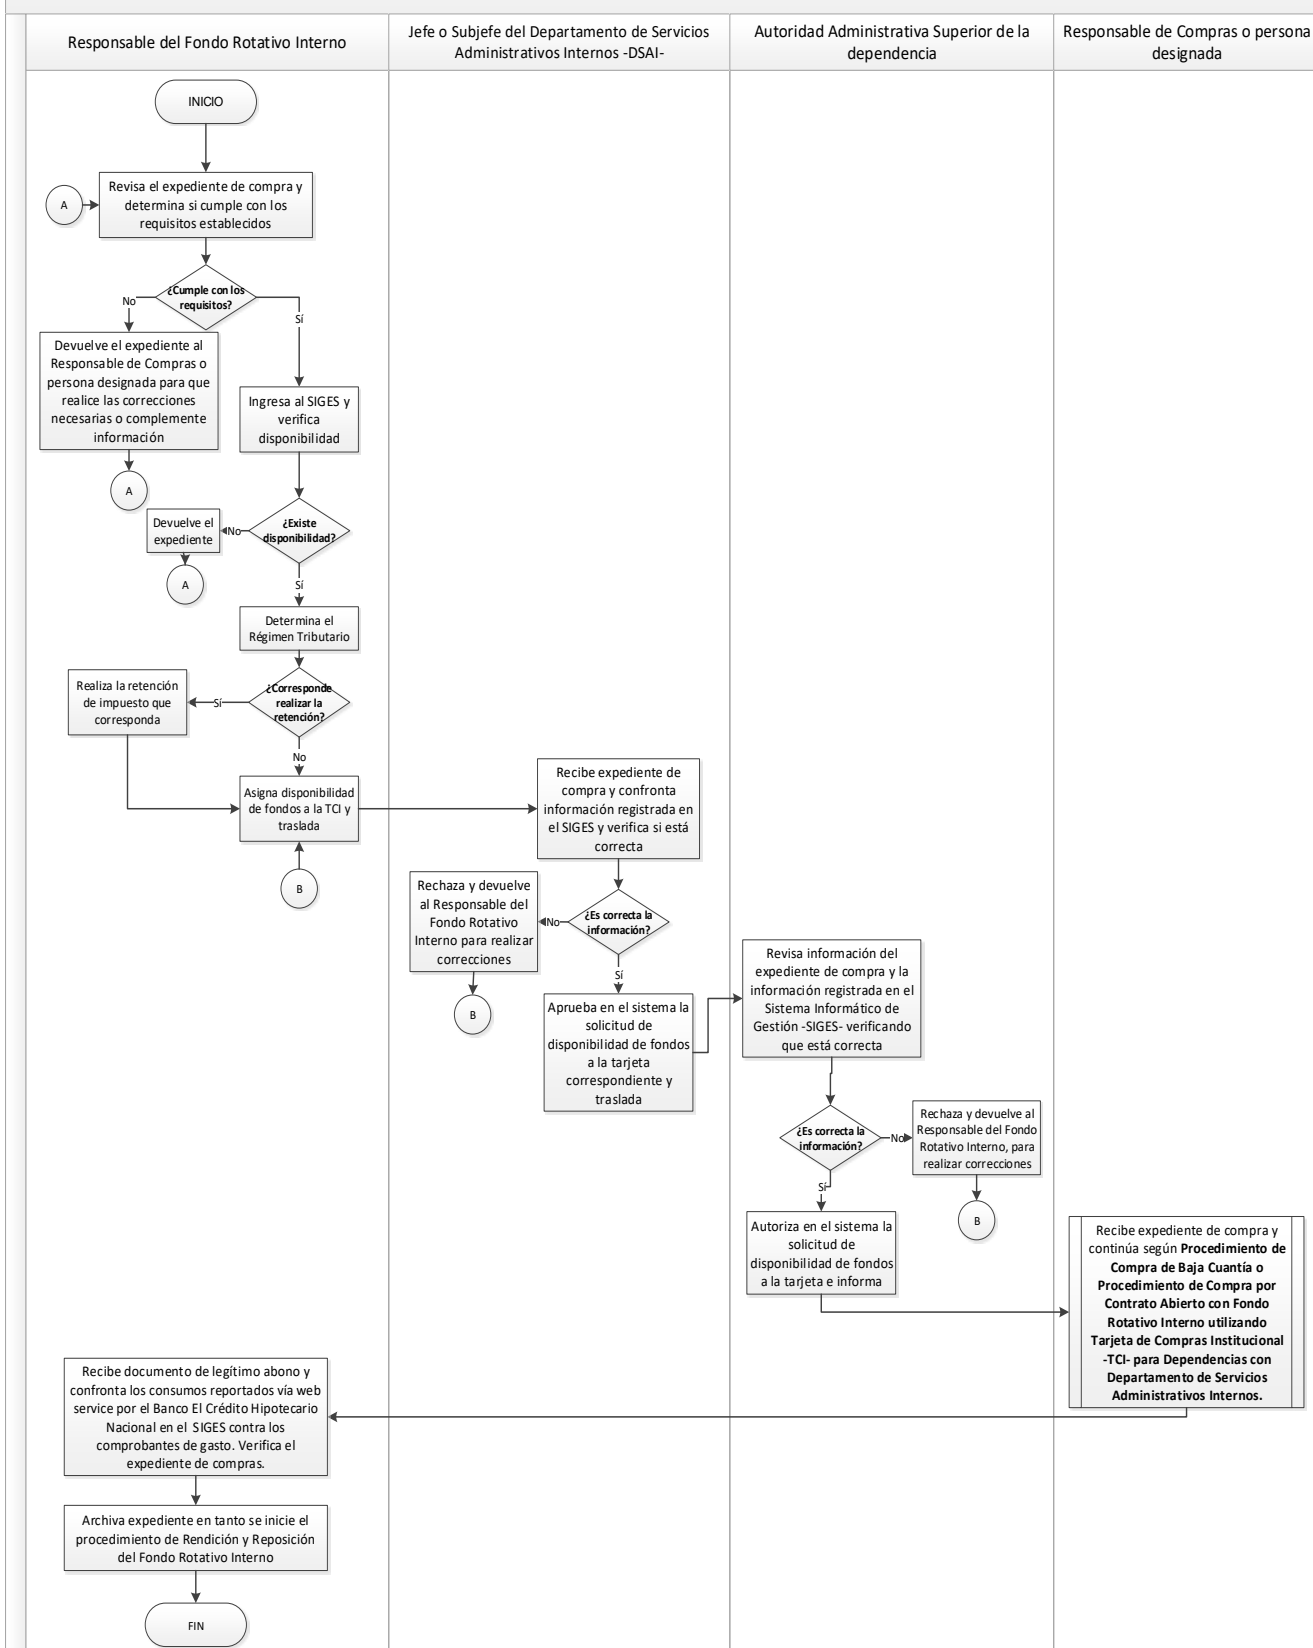 Responsable del Fondo Rotativo Interno
Jefe o Subjefe del Departamento de Servicios
Administrativos Internos -DSAI-
Autoridad Administrativa Superior de la
dependencia
Responsable de Compras o persona
designada
INICIO
A
Revisa el expediente de compra y
determina si cumple con los
requisitos establecidos
¿Cumple con los
requisitos?
No
Sí
Devuelve el expediente al
Responsable de Compras o
persona designada para que
realice las correcciones
necesarias o complemente
información
A
Ingresa al SIGES y
verifica
disponibilidad
¿Existe
disponibilidad?
No
Devuelve el
expediente
A
Sí
Determina el
Régimen Tributario
¿Corresponde
realizar la
retención?
Sí
Realiza la retención
de impuesto que
corresponda
No
Asigna disponibilidad
de fondos a la TCI y
traslada
B
Recibe expediente de
compra y confronta
información registrada en
el SIGES y verifica si está
correcta
¿Es correcta la
información?
No
Rechaza y devuelve
al Responsable del
Fondo Rotativo
Interno para realizar
correcciones
B
Sí
Aprueba en el sistema la
solicitud de
disponibilidad de fondos
a la tarjeta
correspondiente y
traslada
Revisa información del
expediente de compra y la
información registrada en el
Sistema Informático de
Gestión -SIGES- verificando
que está correcta
¿Es correcta la
información?
No
Rechaza y devuelve al
Responsable del Fondo
Rotativo Interno, para
realizar correcciones
B
Sí
Autoriza en el sistema la
solicitud de
disponibilidad de fondos
a la tarjeta e informa
Recibe expediente de compra y
continúa según Procedimiento de
Compra de Baja Cuantía o
Procedimiento de Compra por
Contrato Abierto con Fondo
Rotativo Interno utilizando
Tarjeta de Compras Institucional
-TCI- para Dependencias con
Departamento de Servicios
Administrativos Internos.
Recibe documento de legítimo abono y
confronta los consumos reportados vía web
service por el Banco El Crédito Hipotecario
Nacional en el SIGES contra los
comprobantes de gasto. Verifica el
expediente de compras.
Archiva expediente en tanto se inicie el
procedimiento de Rendición y Reposición
del Fondo Rotativo Interno
FIN